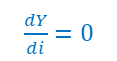 dY/di = 0